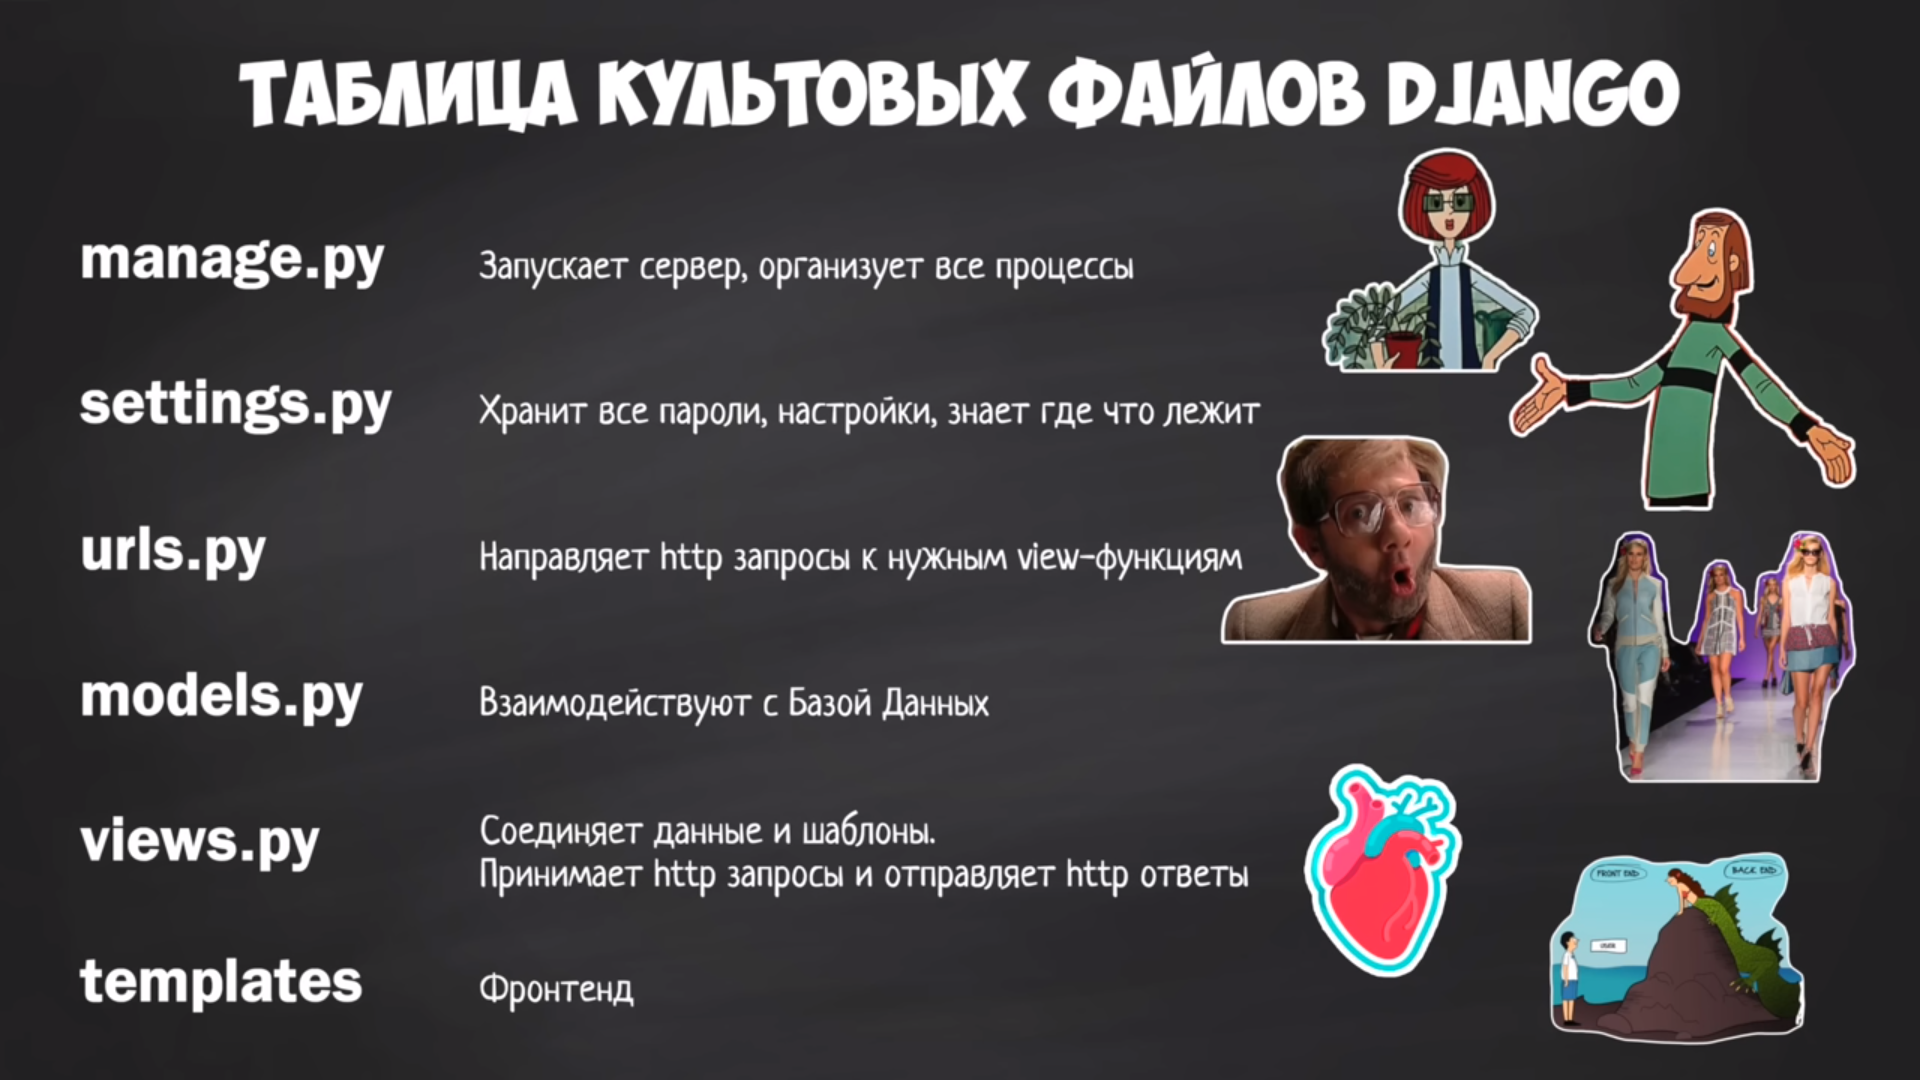 ТАБЛИЦА КУЛЬТОВЫХ ФАЙЛОВ DJANGO
manage.py
Запускает сервер, организует все процессы
settings.py
Хранит все пароли, настройки, знает где что лежит
urls.py
Направляет http запросы к нужным view-функциям
models.py
Взаимодействуют с Базой Данных
views.py
Соединяет данные и шаблоны.
Принимает http запросы и отправляет http ответы
templates
Фронтенд
FRONT END
BACK END